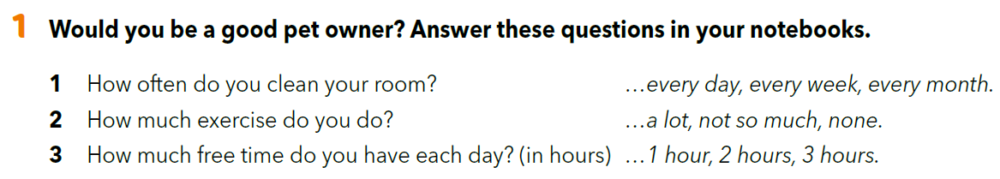 1 Would you be a good pet owner? Answer these questions in your notebooks.
1 How often do you clean your room? ...every day, every week, every month.
2 How much exercise do you do? ...a lot, not so much, none.
3 How much free time do you have each day? (in hours) ...1 hour, 2 hours, 3 hours.